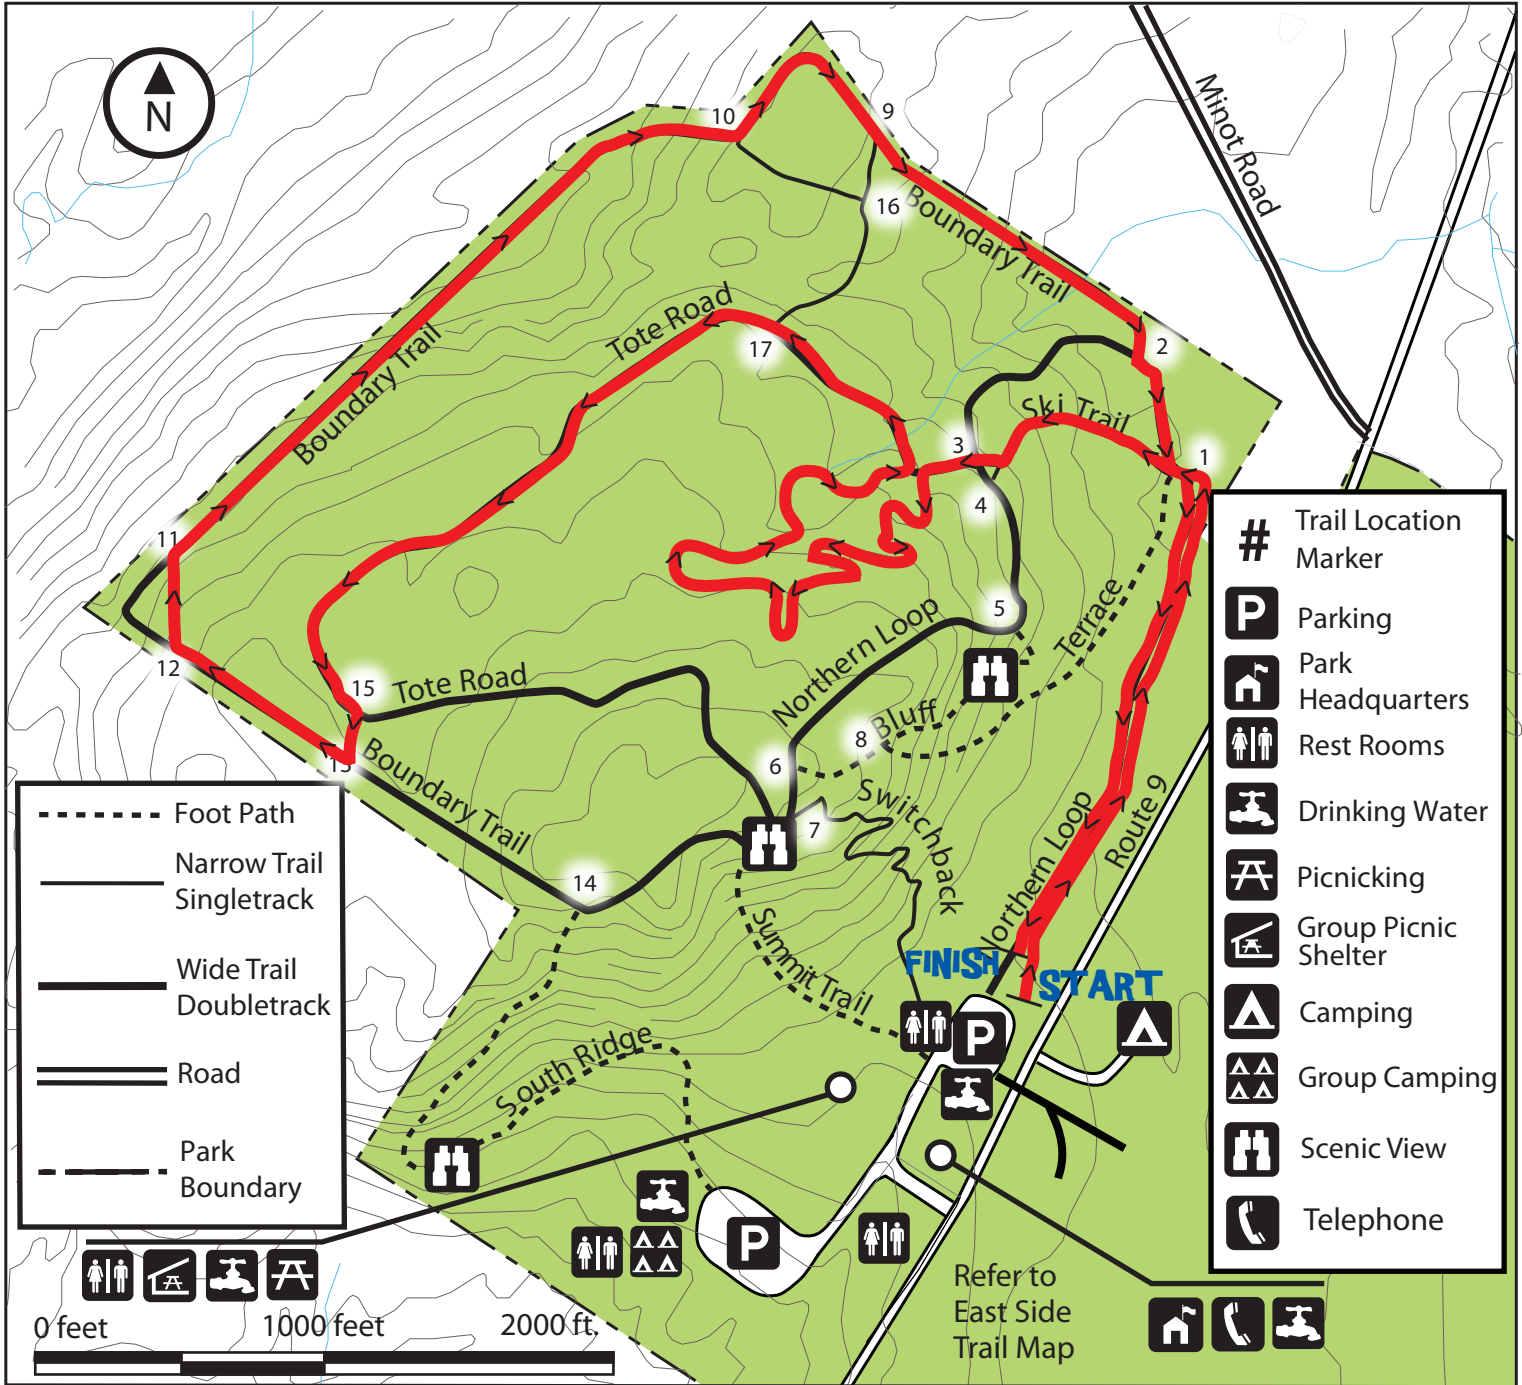 N
Minot Road
10
9
16
Boundary Trail
Tote Road
17
2
Ski Trail
3
1
4
Boundary Trail
11
12
5
Terrace
Northern Loop
15
Tote Road
8
Bluff
6
13
Boundary Trail
7
Switchback
14
Northern Loop
Route 9
Summit Trail
FINISH
START
South Ridge
P
P
Refer to
East Side
Trail Map
Foot Path
Narrow Trail
Singletrack
Wide Trail
Doubletrack
Road
Park
Boundary
0 feet
1000 feet
2000 ft.
# Trail Location
Marker
P Parking
Park
Headquarters
Rest Rooms
Drinking Water
Picnicking
Group Picnic
Shelter
Camping
Group Camping
Scenic View
Telephone